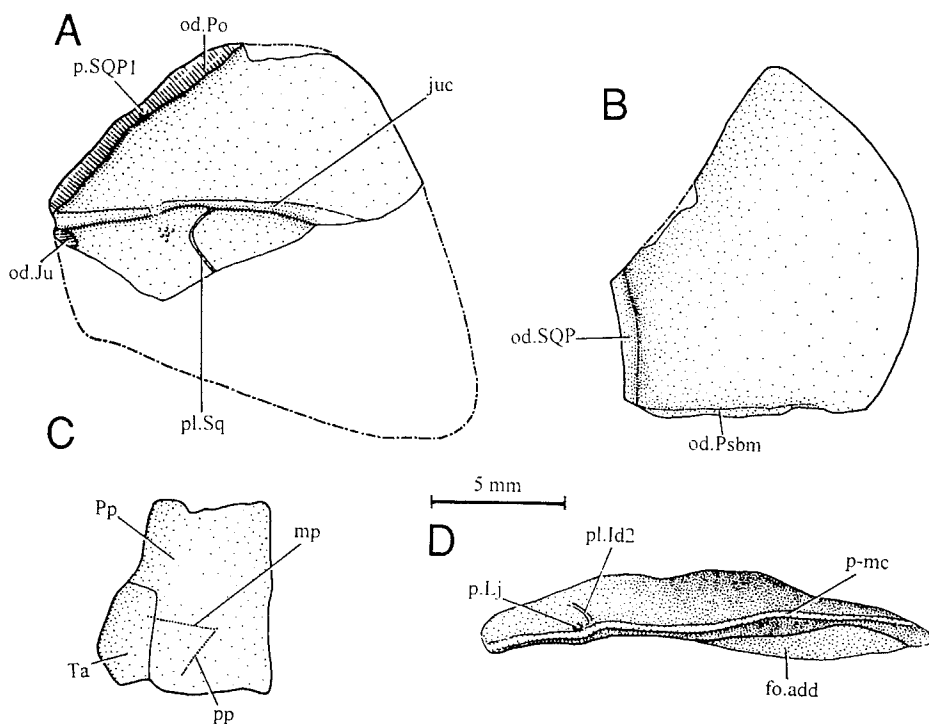 A
od.Po
p.SQP1
juc
B
od.Ju
pl.Sq
od.SQP
od.Psbm
C
5 mm
Pp
mp
D
pl.Id2
p.Lj
p-mc
Ta
pp
fo.add